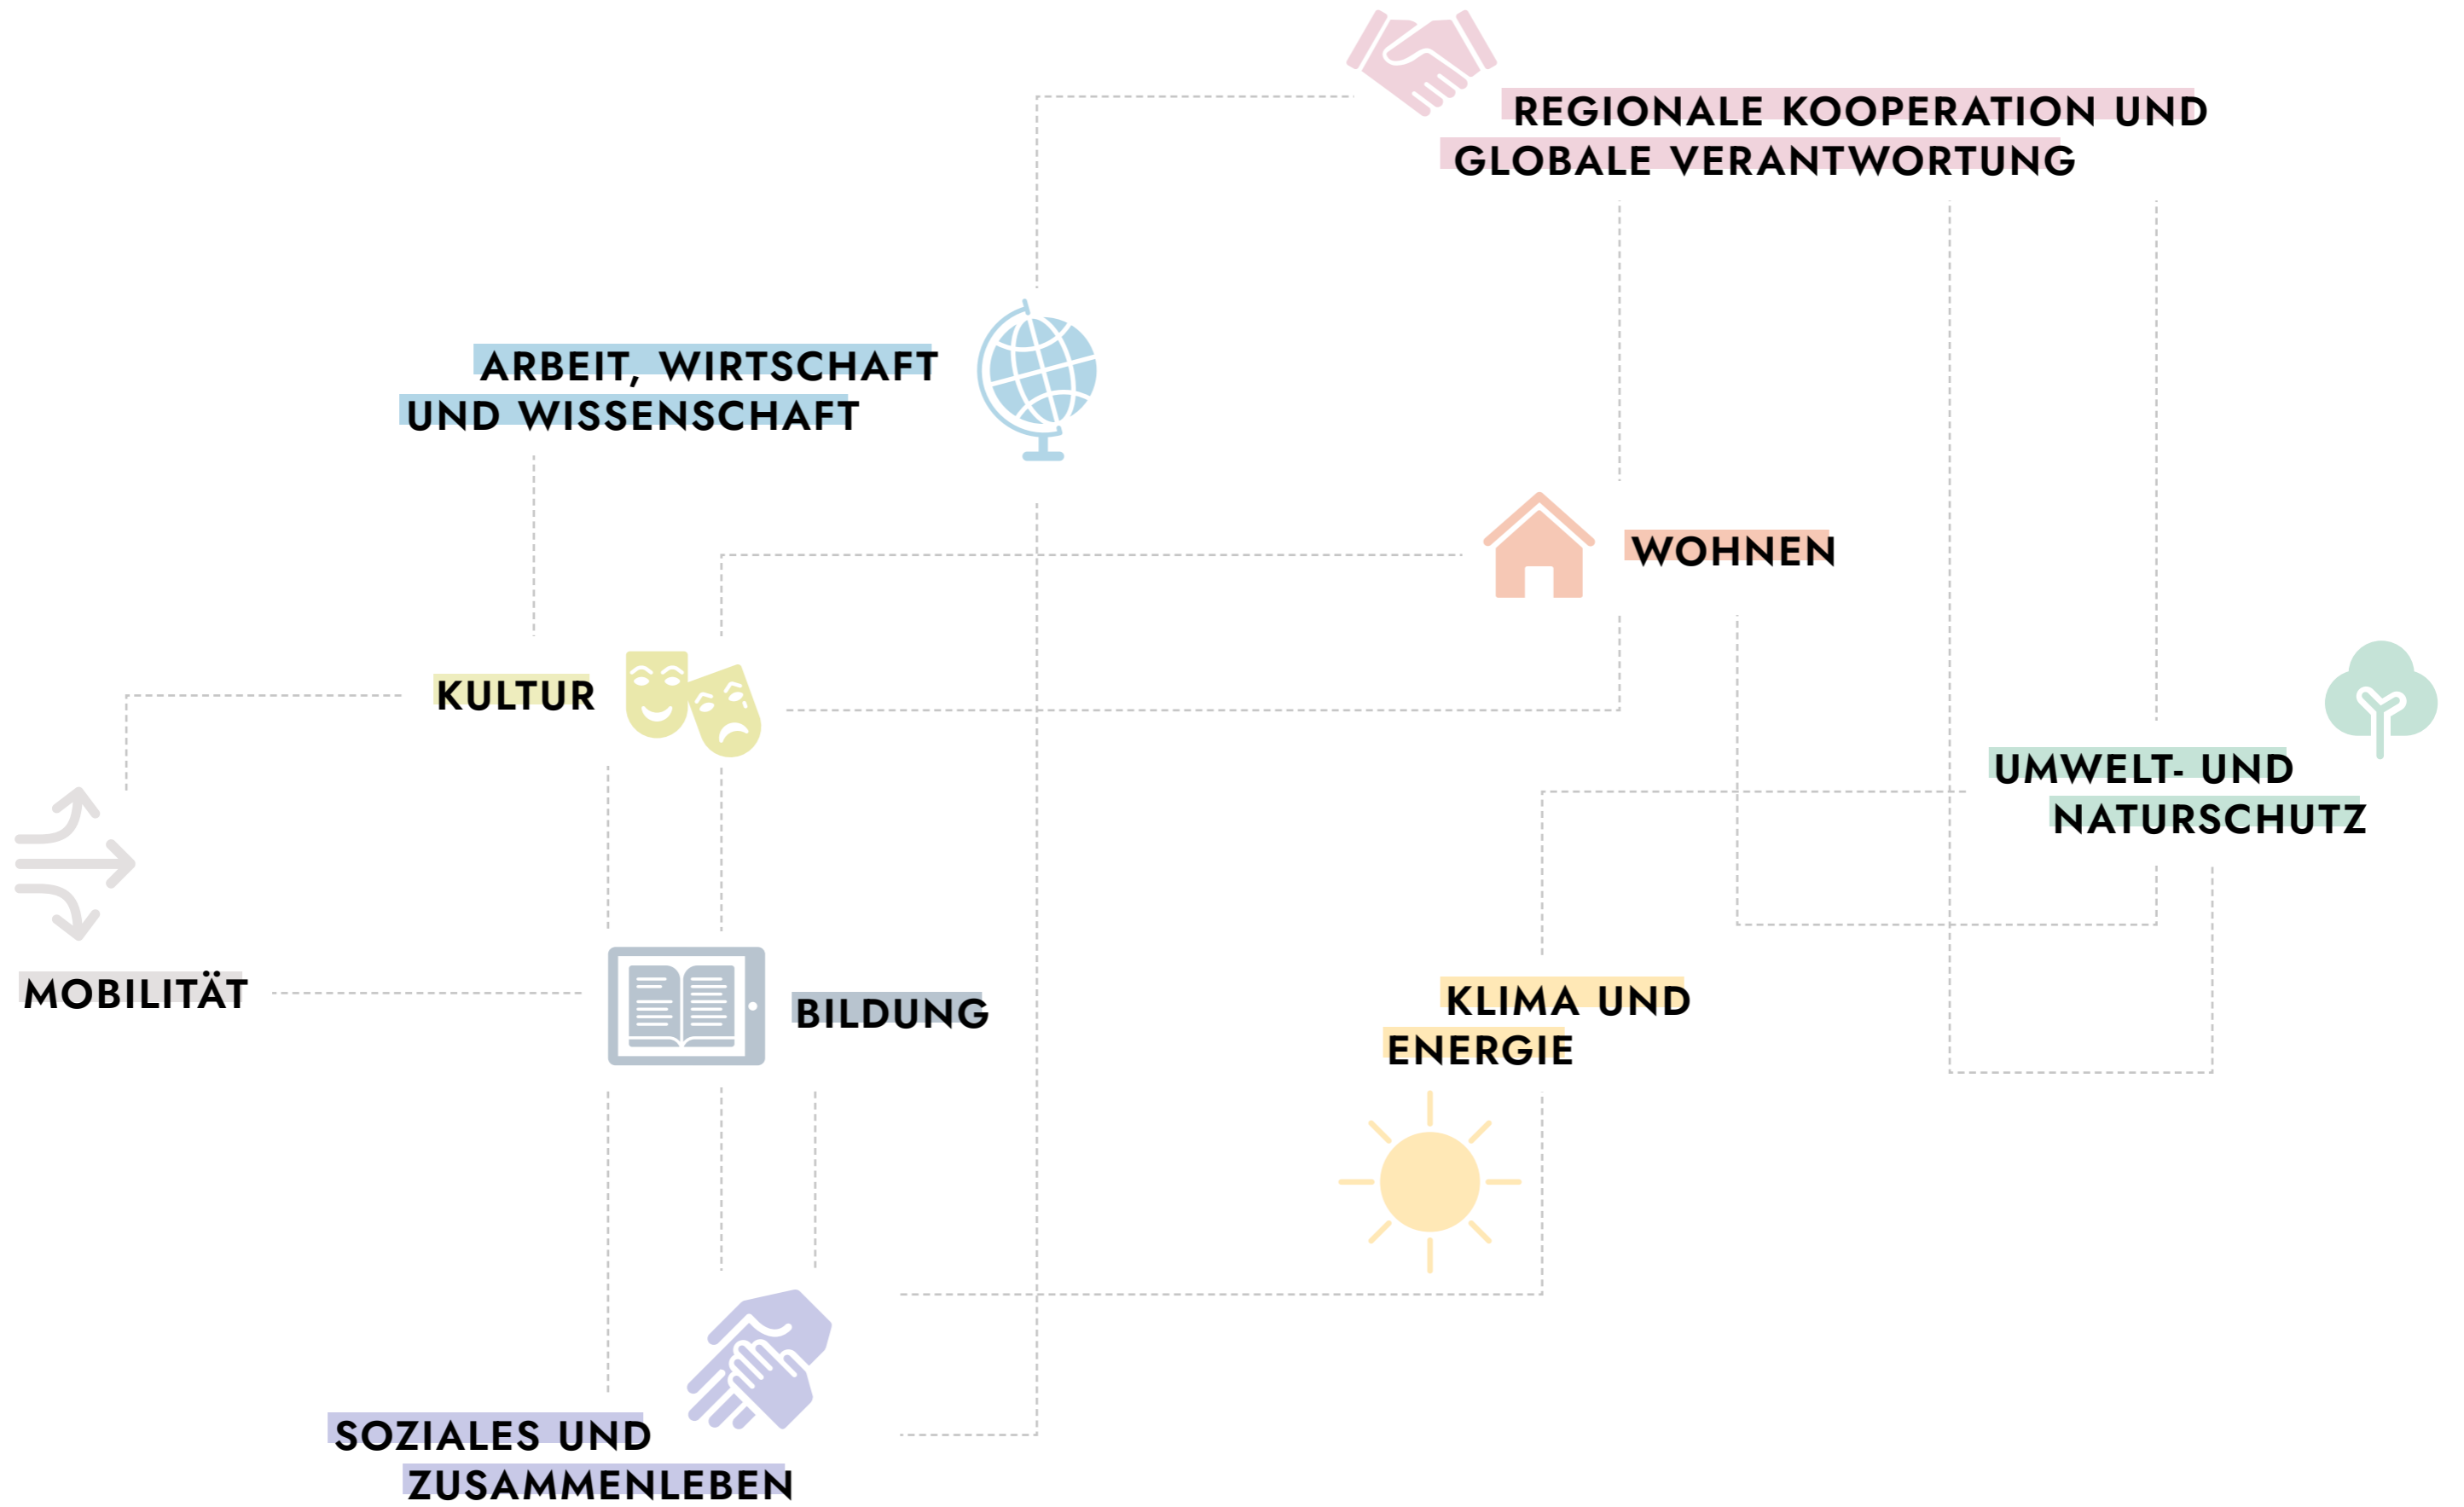 REGIONALE KOOPERATION UND
GLOBALE VERANTWORTUNG
ARBEIT, WIRTSCHAFT
UND WISSENSCHAFT
WOHNEN
KULTUR
UMWELT- UND
NATURSCHUTZ
MOBILITÄT
BILDUNG
KLIMA UND
ENERGIE
SOZIALES UND
ZUSAMMENLEBEN